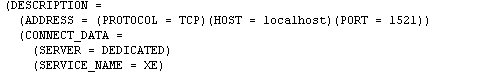 (DESCRIPTION =
(ADDRESS = (PROTOCOL = TCP)(HOST = localhost)(PORT = 1521))
(CONNECT_DATA =
(SERVER = DEDICATED)
(SERVICE_NAME = XE)